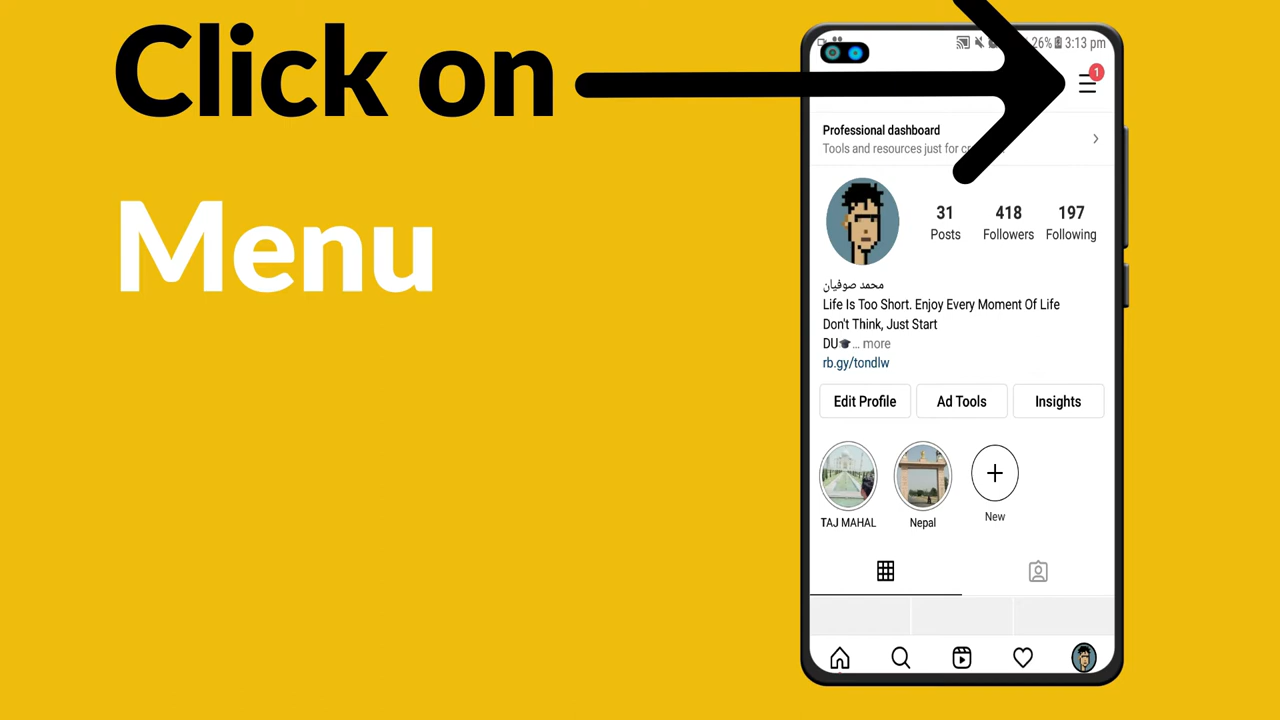 Click on
Menu
26% 3:13 pm
1
Professional dashboard
Tools and resources just for
31
418
197
Posts
Followers
Following
محمد صوفيان
Life Is Too Short. Enjoy Every Moment Of Life
Don't Think, Just Start
DU🎓... more
rb.gy/tondlw
Edit Profile
Ad Tools
Insights
TAJ MAHAL
Nepal
New